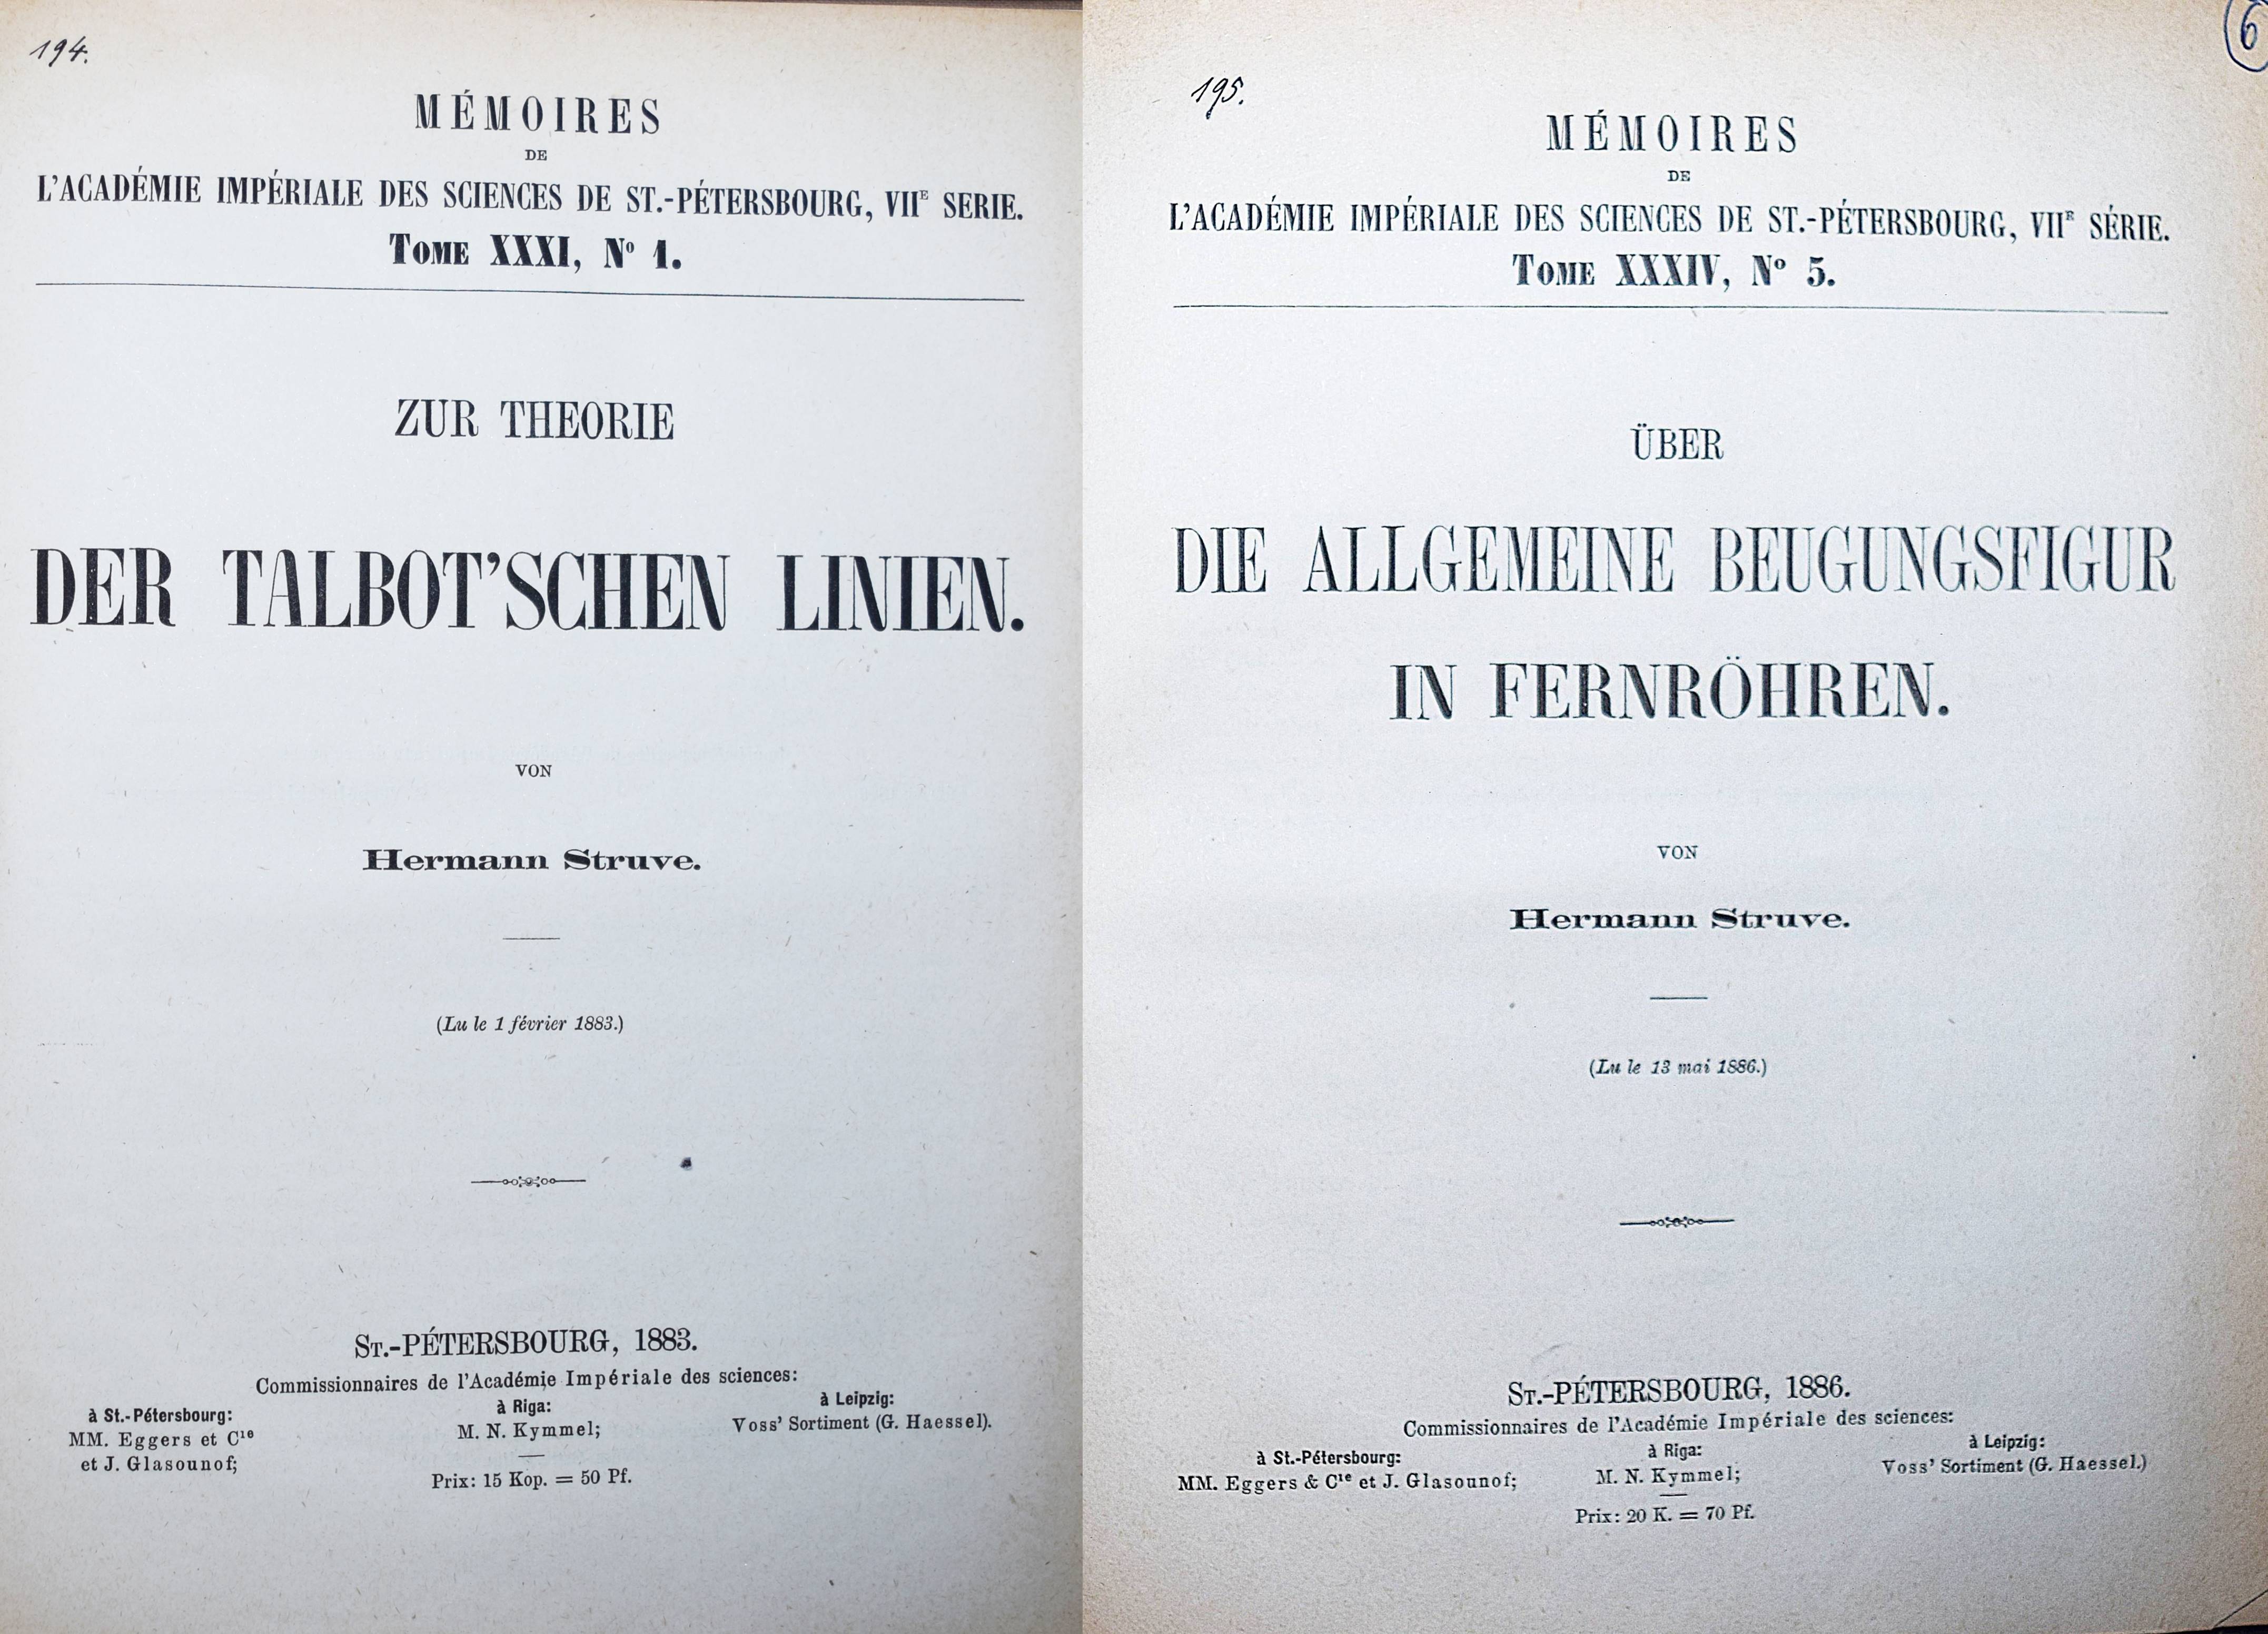 194.
MÉMOIRES
DE
L'ACADÉMIE IMPÉRIALE DES SCIENCES DE ST.-PÉTERSBOURG, VIIE SERIE.
TOME XXXI, No 1.
ZUR THEORIE
DER TALBOT'SCHEN LINIEN.
VON
Hermann Struve.
(Lu le 1 février 1883.)
ST.-PÉTERSBOURG, 1883.
Commissionnaires de l'Académie Impériale des sciences:
à St.-Pétersbourg:
MM. Eggers et Cie
et J. Glasounof;
à Riga:
M. N. Kymmel;
à Leipzig:
Voss' Sortiment (G. Haessel).
Prix: 15 Kop. = 50 Pf.
6
195.
MÉMOIRES
DE
L'ACADÉMIE IMPÉRIALE DES SCIENCES DE ST.-PÉTERSBOURG, VIIE SÉRIE.
TOME XXXIV, No 5.
ÜBER
DIE ALLGEMEINE BEUGUNGSFIGUR
IN FERNRÖHREN.
VON
Hermann Struve.
(Lu le 13 mai 1886.)
ST.-PÉTERSBOURG, 1886.
Commissionnaires de l'Académie Impériale des sciences:
à St.-Pétersbourg:
MM. Eggers & Cie et J. Glasounof;
à Riga:
M. N. Kymmel;
à Leipzig:
Voss' Sortiment (G. Haessel.)
Prix: 20 K. = 70 Pf.